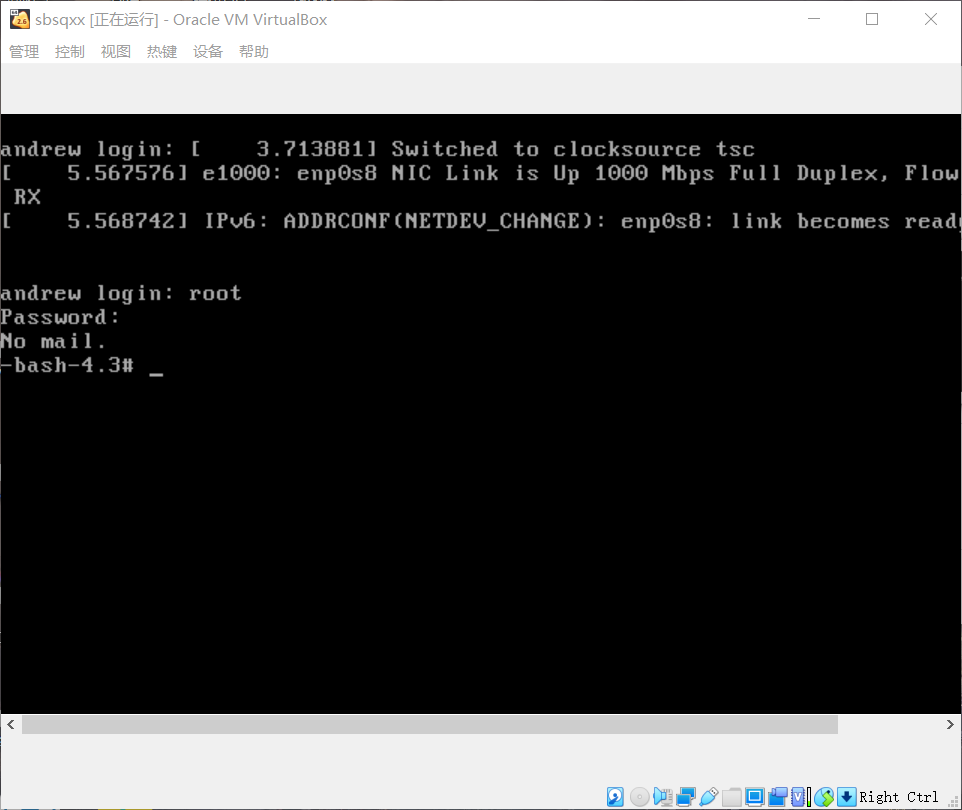 sbsqxx [正在运行] - Oracle VM VirtualBox
管理 控制 视图 热键 设备 帮助
andrew login: [    3.713881] Switched to clocksource tsc
[    5.567576] e1000: enp0s8 NIC Link is Up 1000 Mbps Full Duplex, Flow
RX
[    5.568742] IPv6: ADDRCONF(NETDEV_CHANGE): enp0s8: link becomes ready
andrew login: root
Password:
No mail.
-bash-4.3# _
Right Ctrl